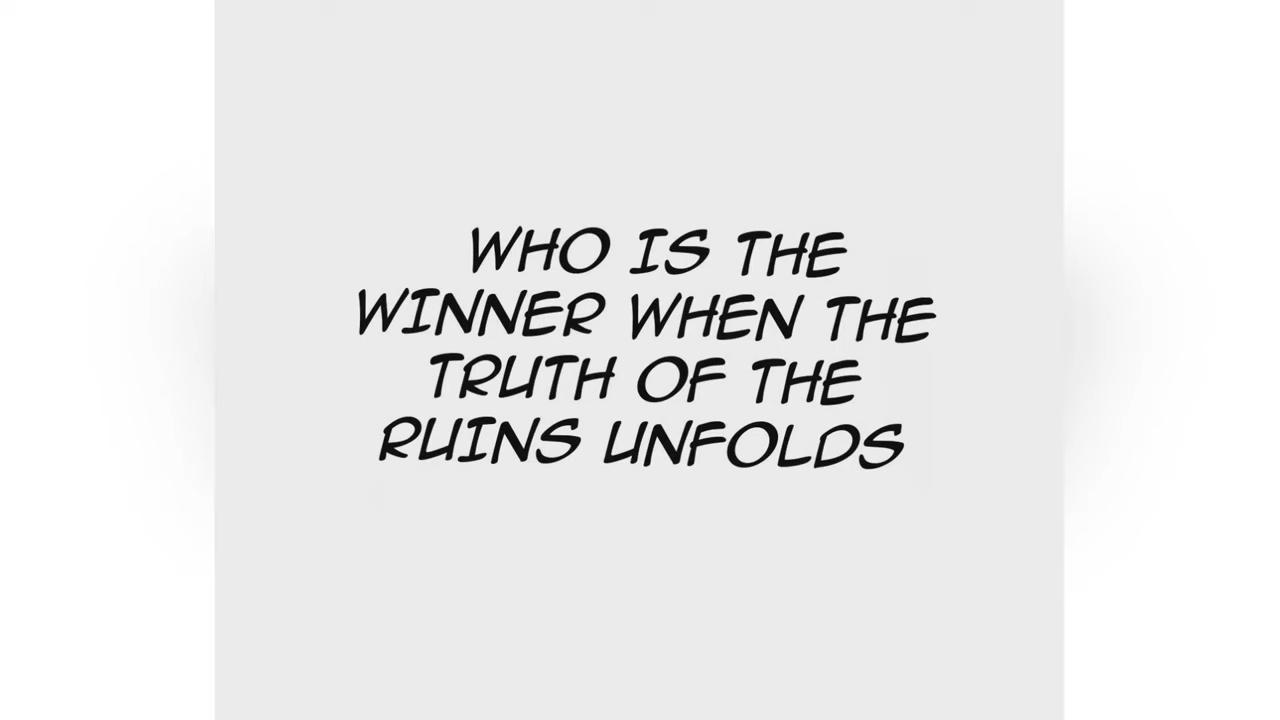 WHO IS THE
WINNER WHEN THE
TRUTH OF THE
RUINS UNFOLDS